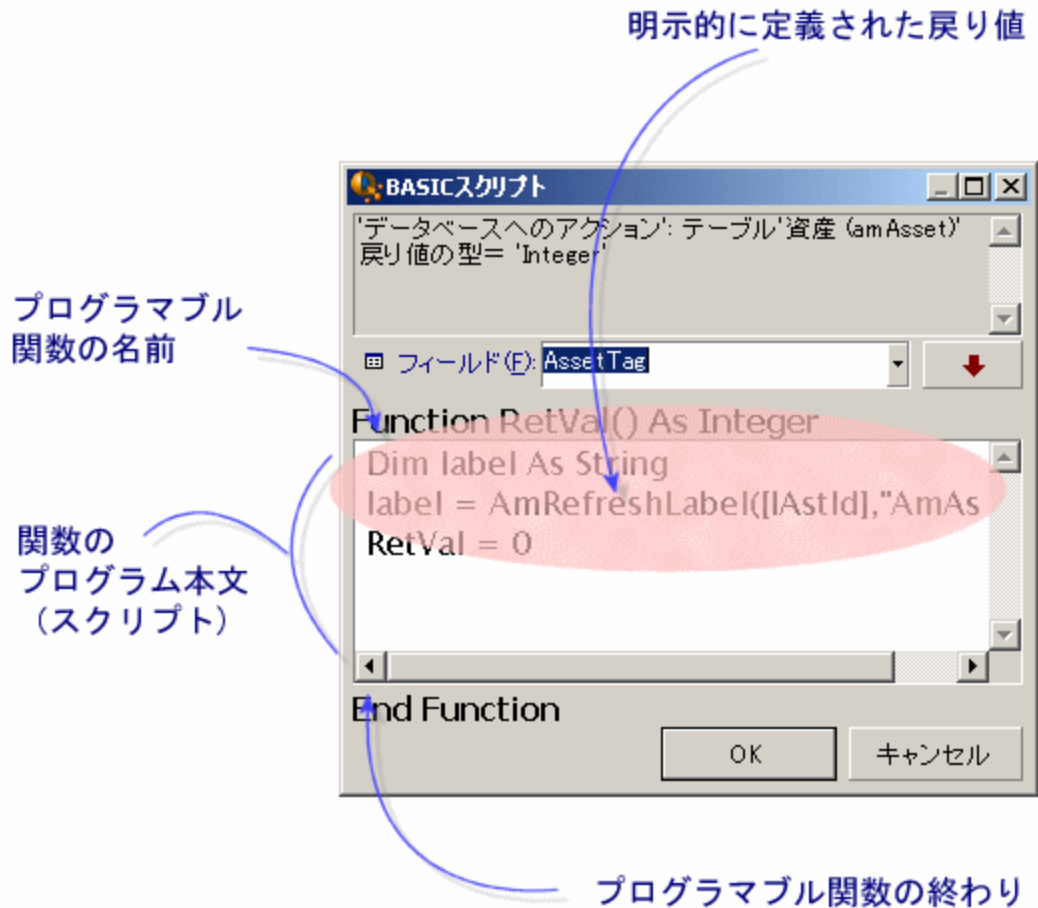 明示的に定義された戻り値
BASICスクリプト
'データベースへのアクション': テーブル'資産 (amAsset)'
戻り値の型= 'Integer'
プログラマブル
関数の名前
フィールド(F): AssetTag
Function RetVal() As Integer
Dim label As String
label = AmRefreshLabel([lAstId],"AmAs
RetVal = 0
関数の
プログラム本文
(スクリプト)
End Function
OK キャンセル
プログラマブル関数の終わり